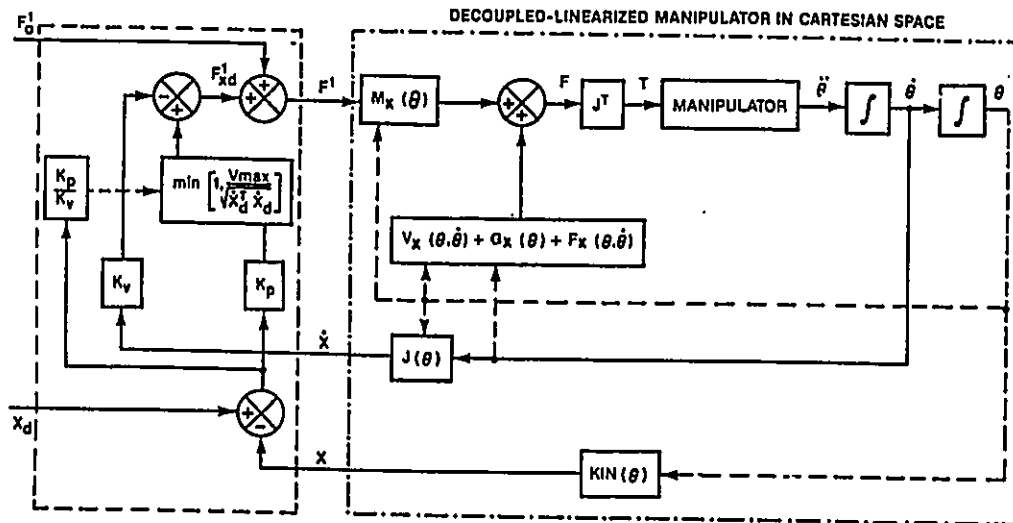 DECOUPLED-LINEARIZED MANIPULATOR IN CARTESIAN SPACE
F¹ₒ
F¹xd
F¹
Mx (θ)
F
Jᵀ
T
MANIPULATOR
θ̈
∫
θ̇
∫
θ
Kp
Kv
min [1, Vmax / √ẋdᵀ ẋd]
Vx (θ,θ̇) + Gx (θ) + Fx (θ,θ̇)
Kv
Kp
ẋ
J(θ)
Xd
X
KIN (θ)
+
+
-
+
+
+
+
-